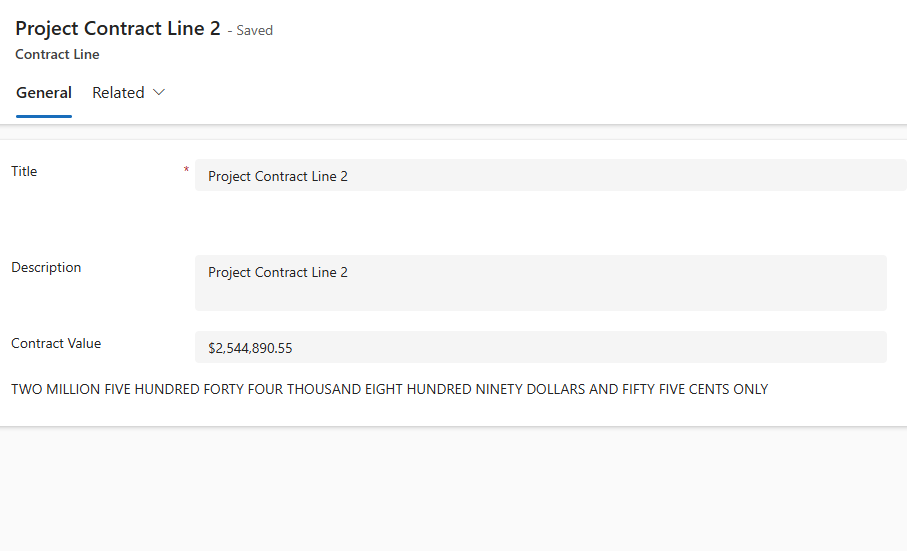 Project Contract Line 2 - Saved
Contract Line
General Related
Title * Project Contract Line 2
Description Project Contract Line 2
Contract Value $2,544,890.55
TWO MILLION FIVE HUNDRED FORTY FOUR THOUSAND EIGHT HUNDRED NINETY DOLLARS AND FIFTY FIVE CENTS ONLY